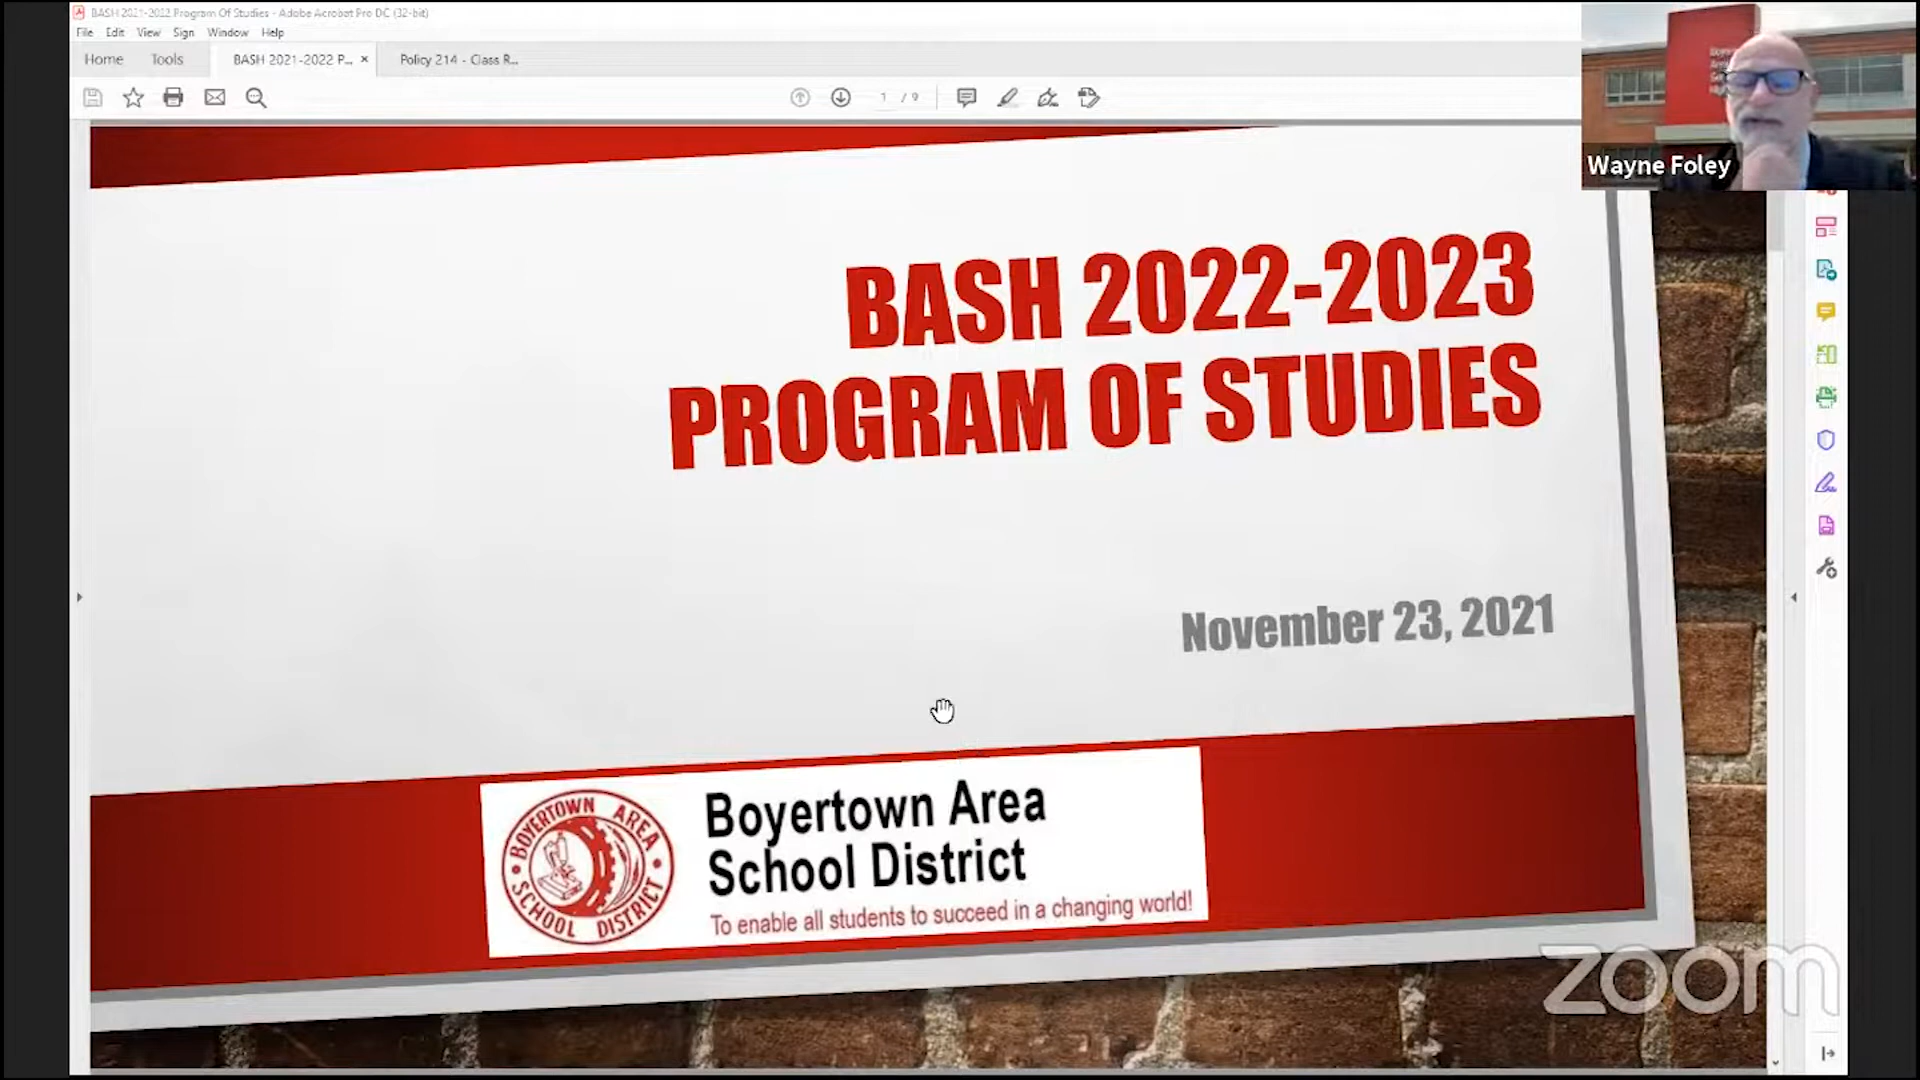 BASH 2021-2022 Program Of Studies - Adobe Acrobat Pro DC (32-bit)
File Edit View Sign Window Help
Home Tools BASH 2021-2022 P... × Policy 214 - Class R...
1 / 9
Wayne Foley
BASH 2022-2023
PROGRAM OF STUDIES
November 23, 2021
BOYERTOWN AREA
SCHOOL DISTRICT
Boyertown Area
School District
To enable all students to succeed in a changing world!
zoom